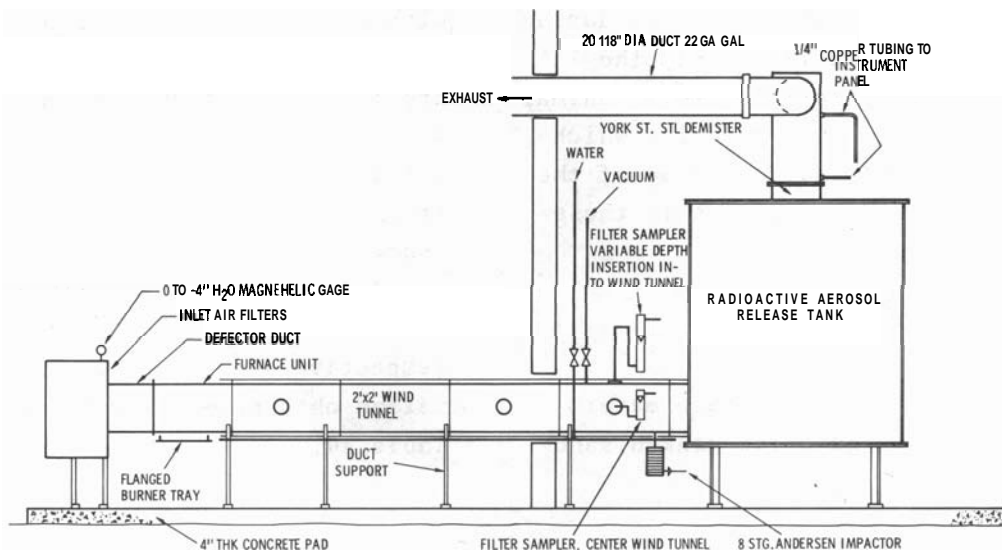 20 118" DIA DUCT 22 GA GAL
1/4" COPPER TUBING TO
INSTRUMENT
PANEL
EXHAUST
YORK ST. STL DEMISTER
WATER
VACUUM
FILTER SAMPLER
VARIABLE DEPTH
INSERTION IN-
TO WIND TUNNEL
0 TO -4" H₂O MAGNEHELIC GAGE
INLET AIR FILTERS
DEFECTOR DUCT
FURNACE UNIT
RADIOACTIVE AEROSOL
RELEASE TANK
2"x2" WIND
TUNNEL
FLANGED
BURNER TRAY
DUCT
SUPPORT
4" THK CONCRETE PAD
FILTER SAMPLER, CENTER WIND TUNNEL
8 STG. ANDERSEN IMPACTOR